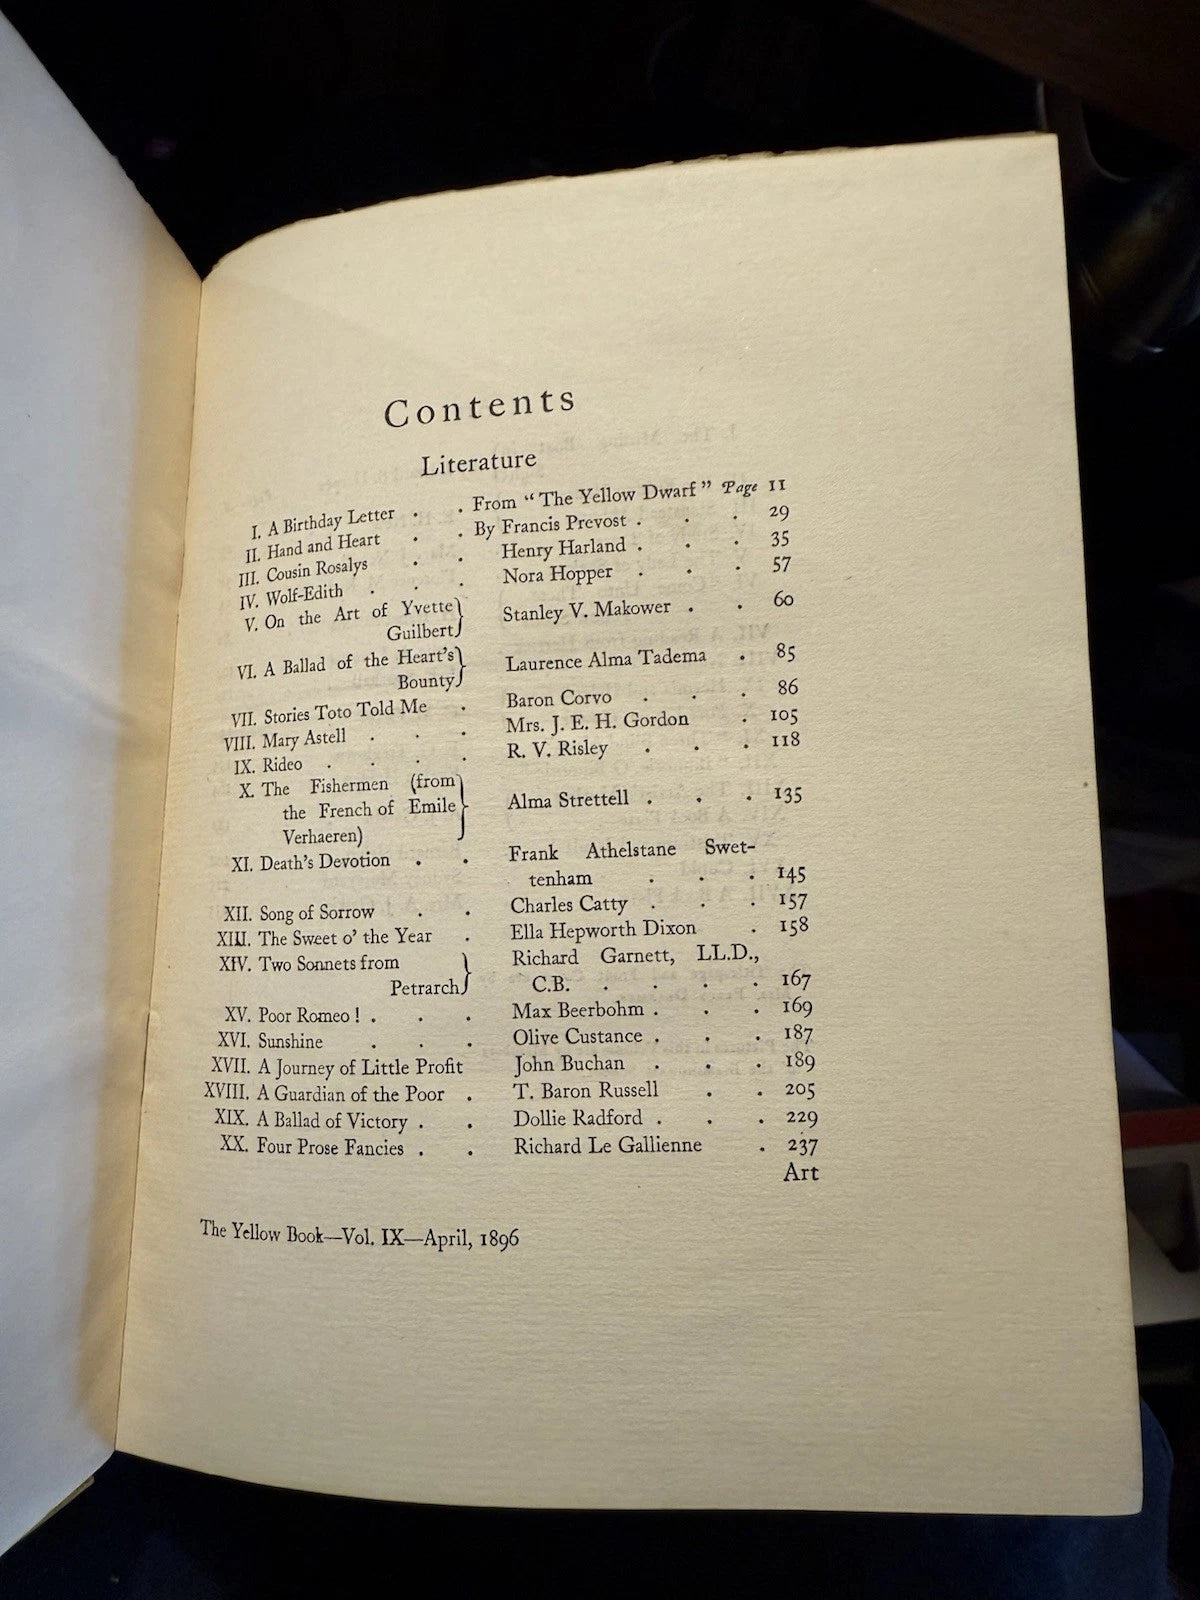 Contents
Literature
I. A Birthday Letter . . From "The Yellow Dwarf" Page 11
II. Hand and Heart . . By Francis Prevost . . . 29
III. Cousin Rosalys . . Henry Harland . . . 35
IV. Wolf-Edith . . . Nora Hopper . . . 57
V. On the Art of Yvette
Guilbert} Stanley V. Makower . . 60
VI. A Ballad of the Heart's
Bounty} Laurence Alma Tadema . 85
VII. Stories Toto Told Me . Baron Corvo . . . 86
VIII. Mary Astell . . . Mrs. J. E. H. Gordon . 105
IX. Rideo . . . . R. V. Risley . . . 118
X. The Fishermen (from
the French of Emile} Alma Strettell . . . 135
Verhaeren)
XI. Death's Devotion . . Frank Athelstane Swet-
tenham . . . 145
XII. Song of Sorrow . . Charles Catty . . . 157
XIII. The Sweet o' the Year . Ella Hepworth Dixon . 158
XIV. Two Sonnets from Richard Garnett, LL.D.,
Petrarch} C.B. . . . . 167
XV. Poor Romeo ! . . . Max Beerbohm . . . 169
XVI. Sunshine . . . Olive Custance . . . 187
XVII. A Journey of Little Profit John Buchan . . . 189
XVIII. A Guardian of the Poor . T. Baron Russell . . 205
XIX. A Ballad of Victory . . Dollie Radford . . . 229
XX. Four Prose Fancies . . Richard Le Gallienne . 237
Art
The Yellow Book—Vol. IX—April, 1896